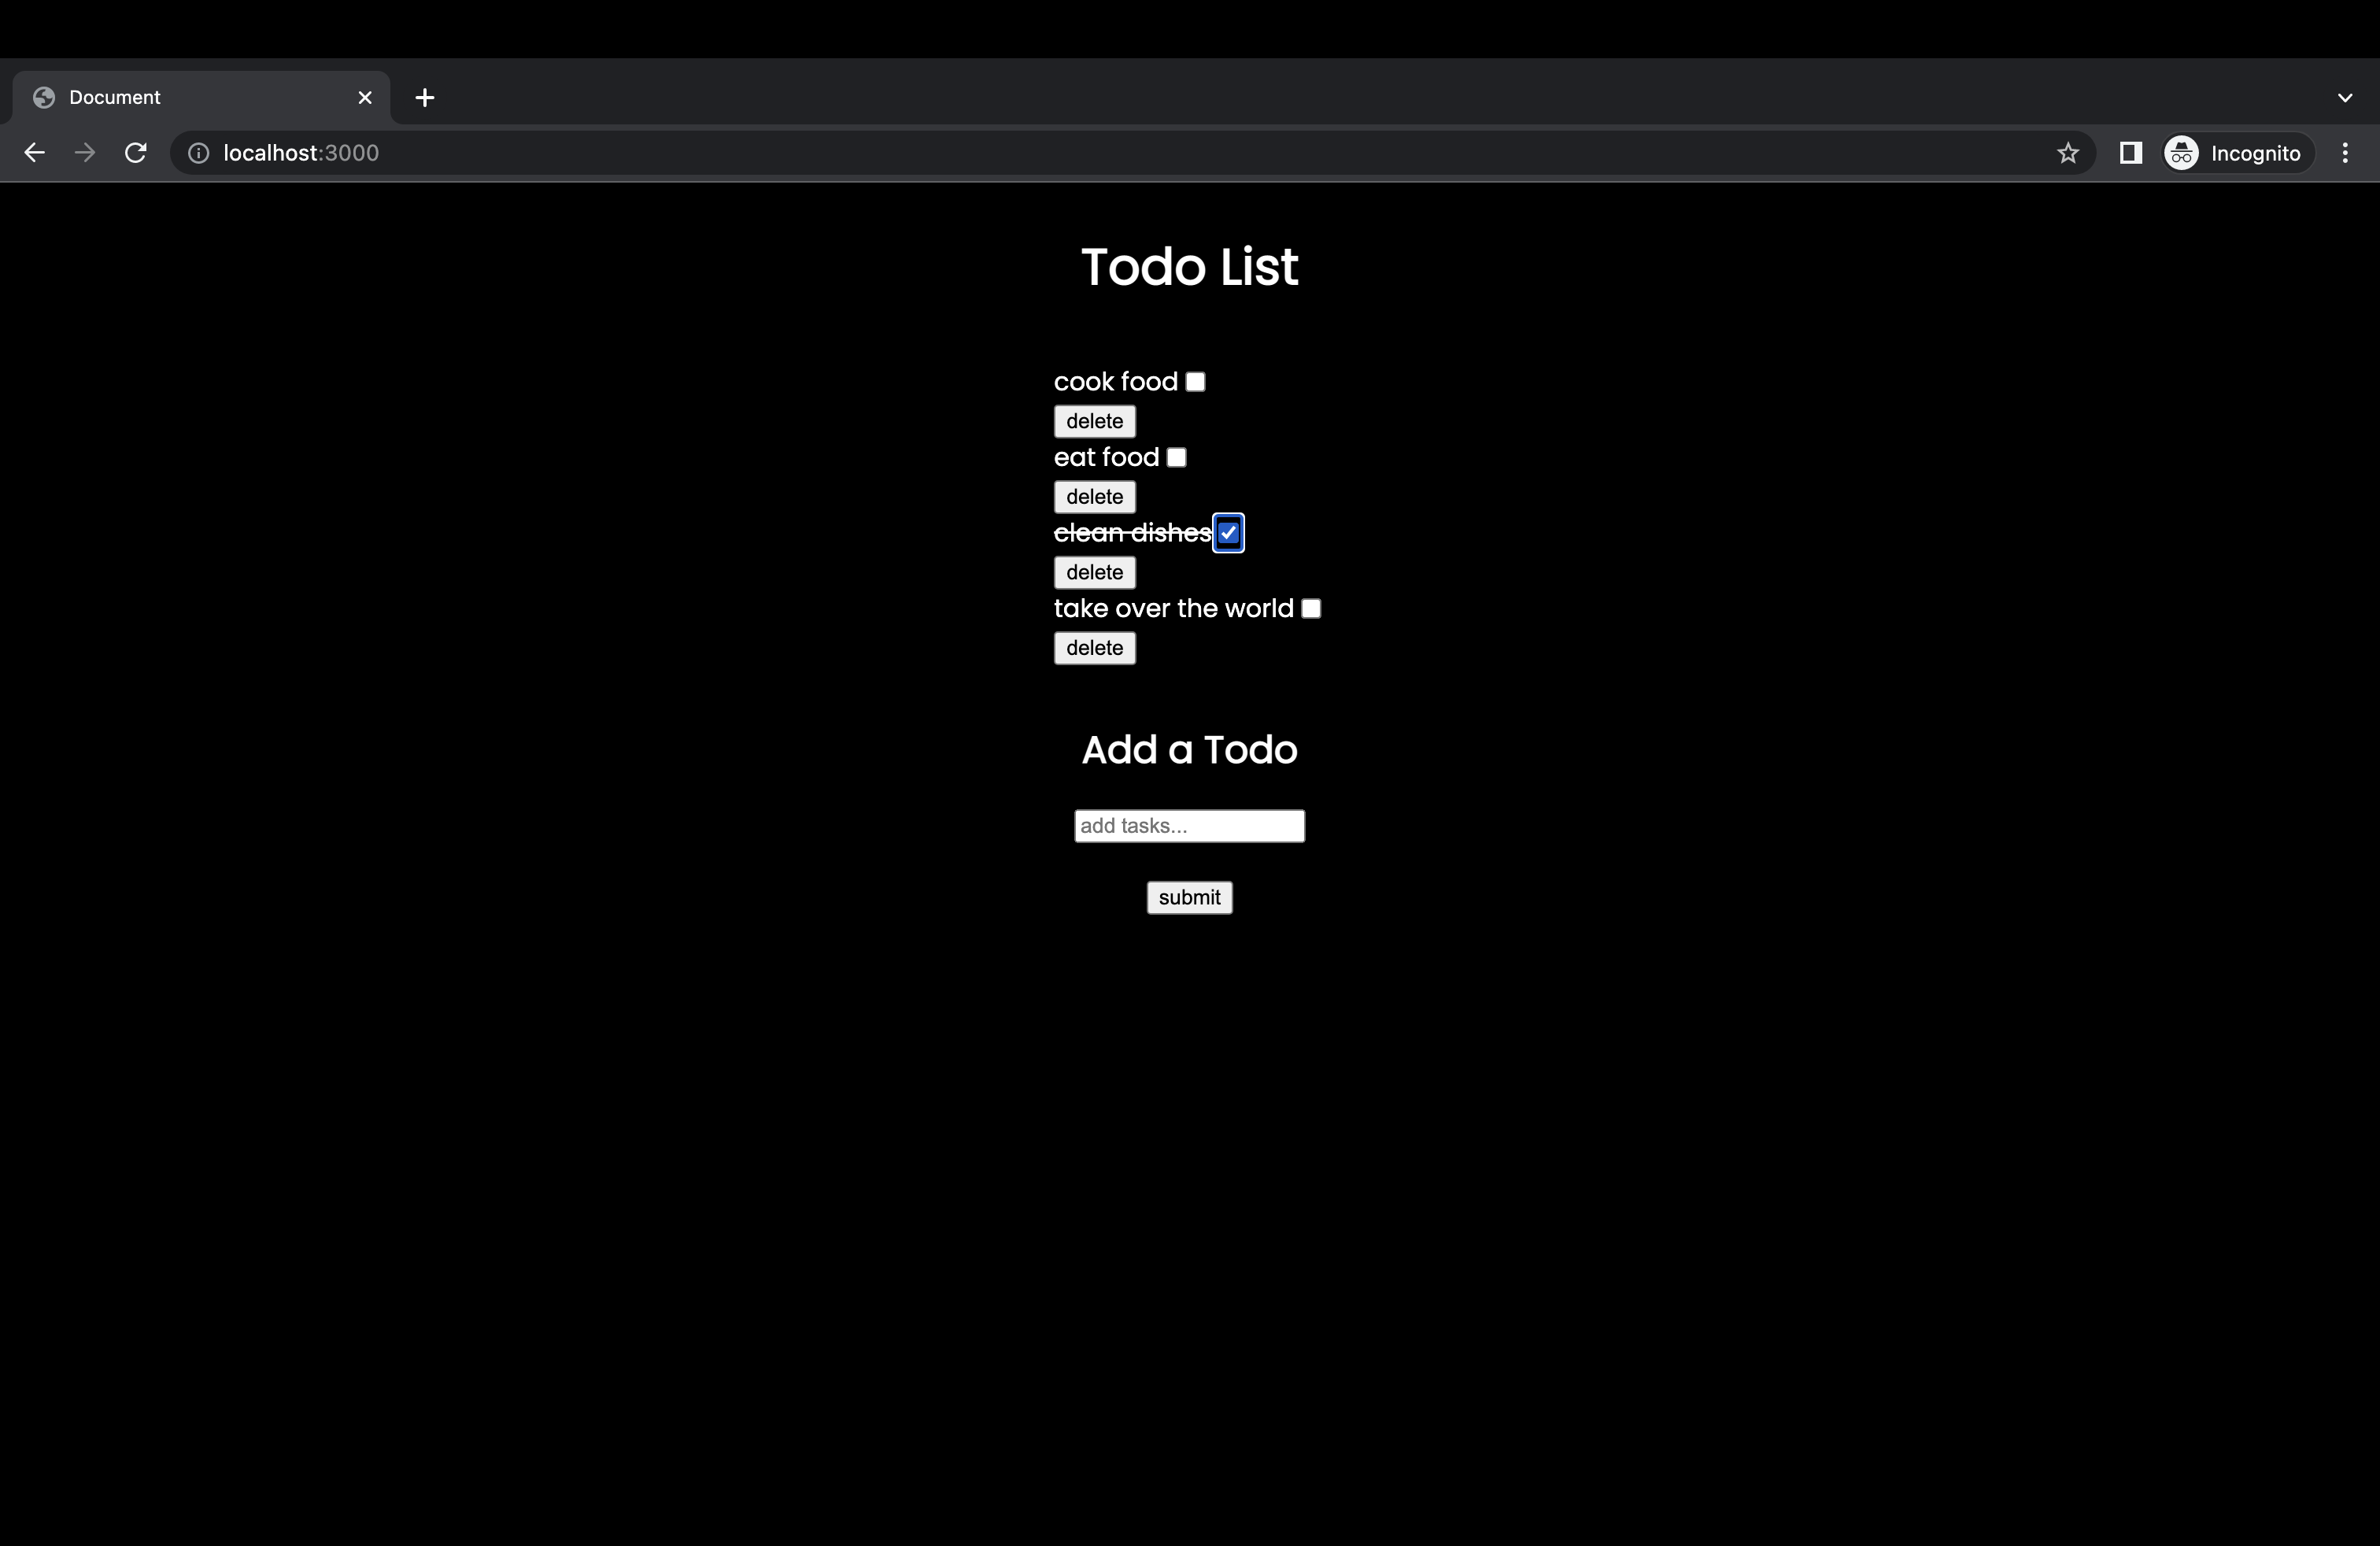 Document
localhost:3000
Incognito
Todo List
cook food
delete
eat food
delete
clean dishes
delete
take over the world
delete
Add a Todo
add tasks...
submit